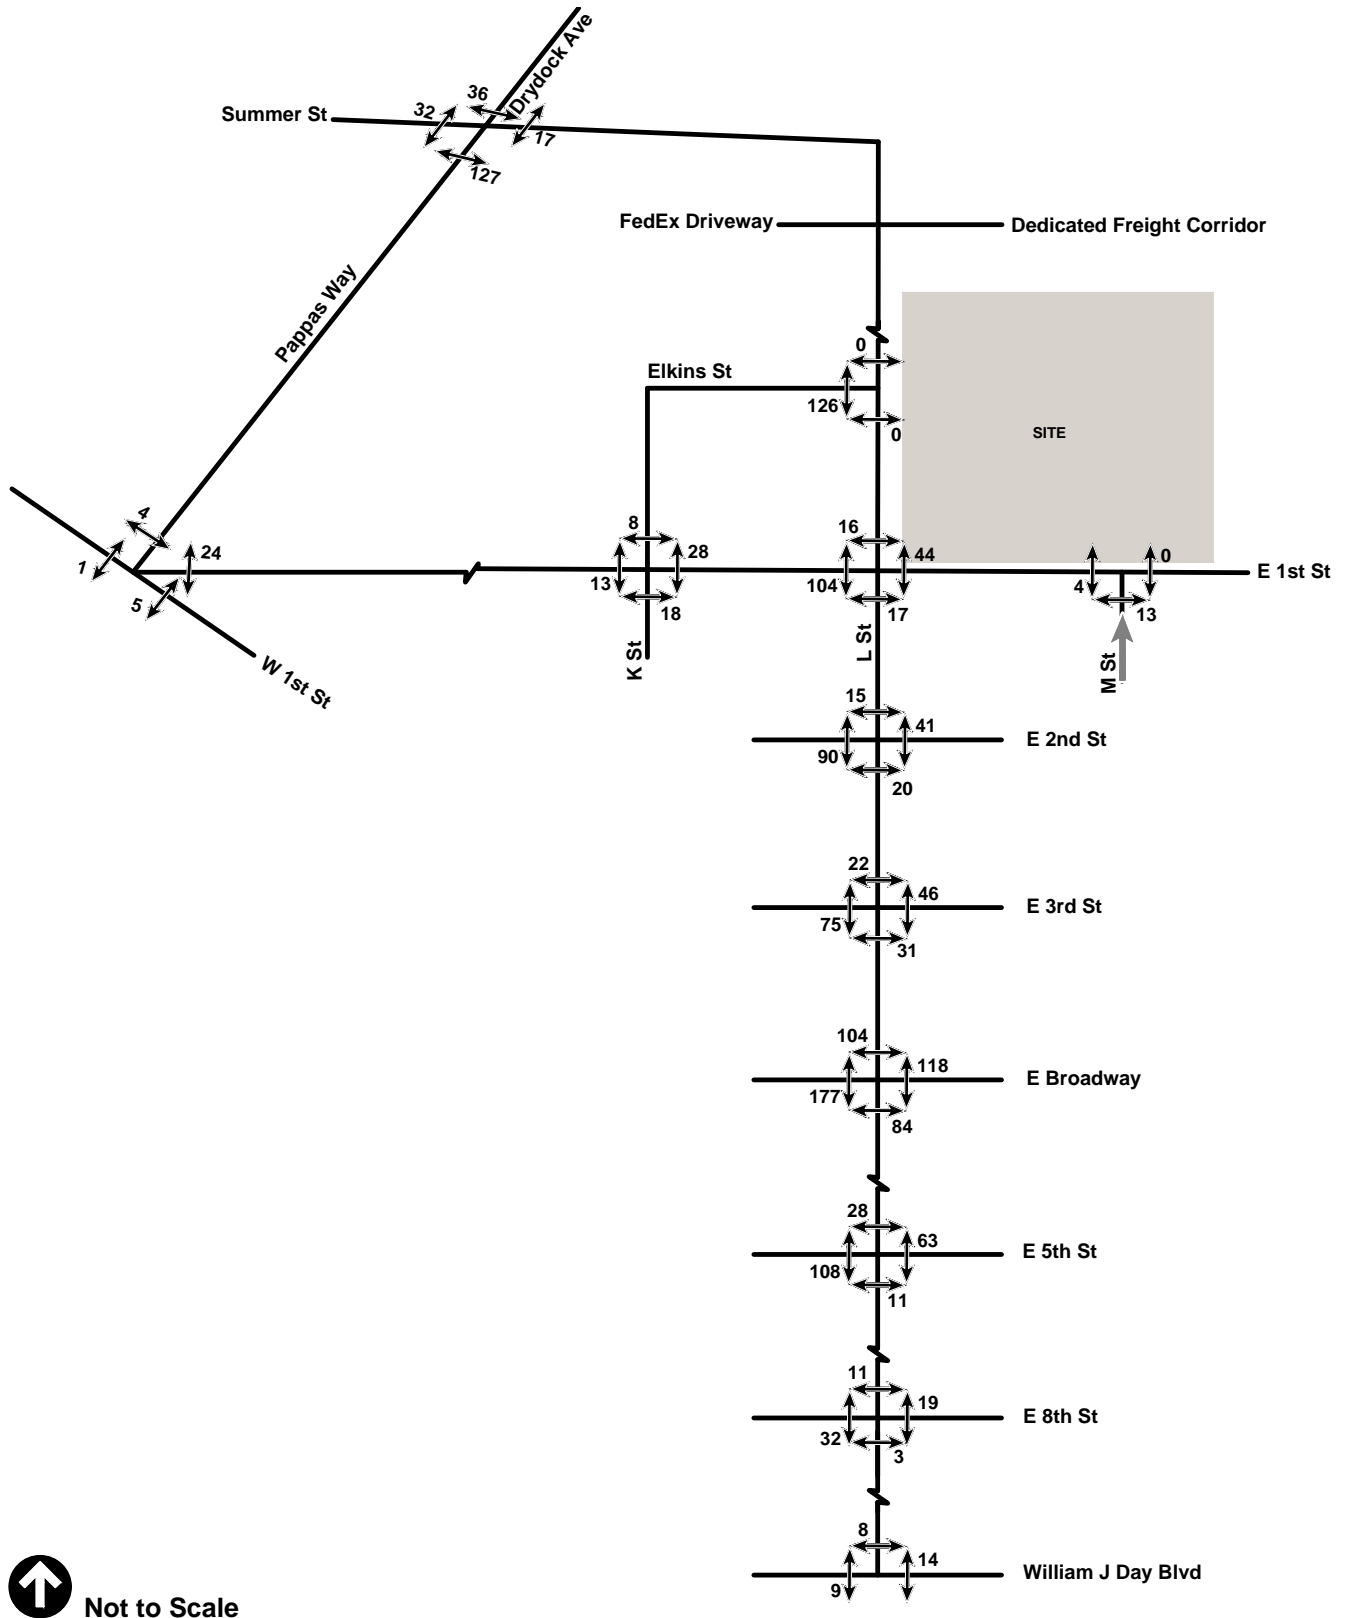 Drydock Ave
36
32
Summer St
17
127
FedEx Driveway
Dedicated Freight Corridor
Pappas Way
0
Elkins St
126
0
SITE
4
24
1
5
8
28
13
18
16
44
104
17
0
E 1st St
4
13
K St
L St
M St
W 1st St
15
41
E 2nd St
90
20
22
46
E 3rd St
75
31
104
118
E Broadway
177
84
28
63
E 5th St
108
11
11
19
E 8th St
32
3
8
14
William J Day Blvd
9
Not to Scale